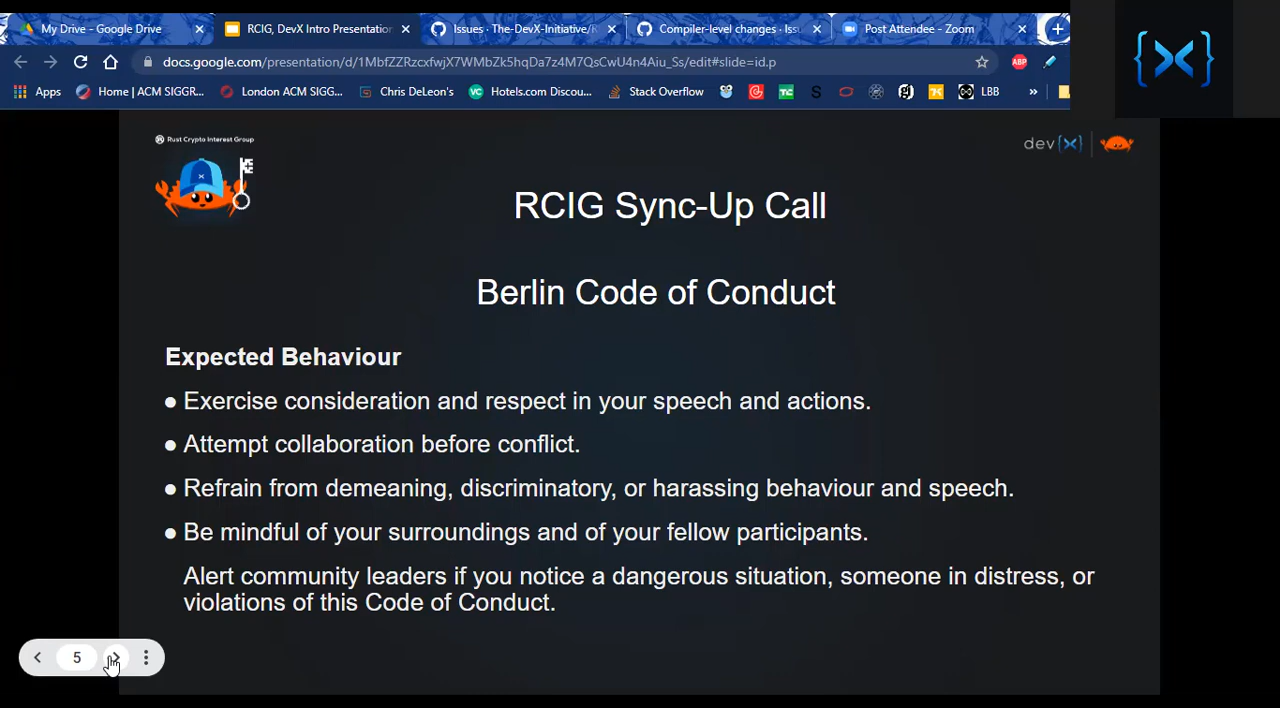 My Drive - Google Drive
RCIG, DevX Intro Presentation
Issues · The-DevX-Initiative/R
Compiler-level changes · Issu
Post Attendee - Zoom
docs.google.com/presentation/d/1MbfZZRzcxfwjX7WMbZk5hqDa7z4M7QsCwU4n4Aiu_Ss/edit#slide=id.p
ABP
Apps
Home | ACM SIGGR...
London ACM SIGG...
Chris DeLeon's
VC
Hotels.com Discou...
Stack Overflow
TC
LBB
»
Rust Crypto Interest Group
dev{X}
RCIG Sync-Up Call
Berlin Code of Conduct
Expected Behaviour
● Exercise consideration and respect in your speech and actions.
● Attempt collaboration before conflict.
● Refrain from demeaning, discriminatory, or harassing behaviour and speech.
● Be mindful of your surroundings and of your fellow participants.
Alert community leaders if you notice a dangerous situation, someone in distress, or
violations of this Code of Conduct.
5